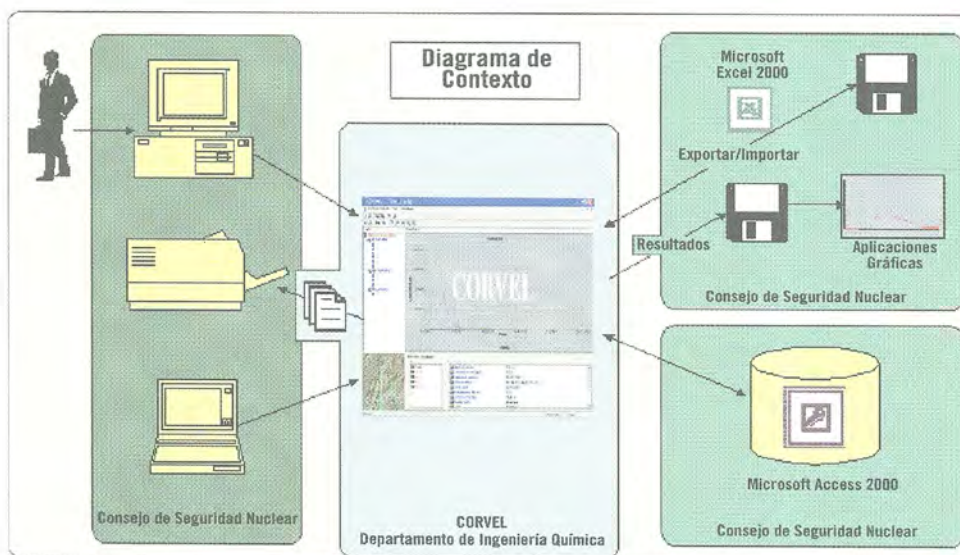 Diagrama de
Contexto
Microsoft
Excel 2000
Exportar/Importar
Resultados
Aplicaciones
Gráficas
Consejo de Seguridad Nuclear
CORVEL
Microsoft Access 2000
Consejo de Seguridad Nuclear
Consejo de Seguridad Nuclear
CORVEL
Departamento de Ingeniería Química